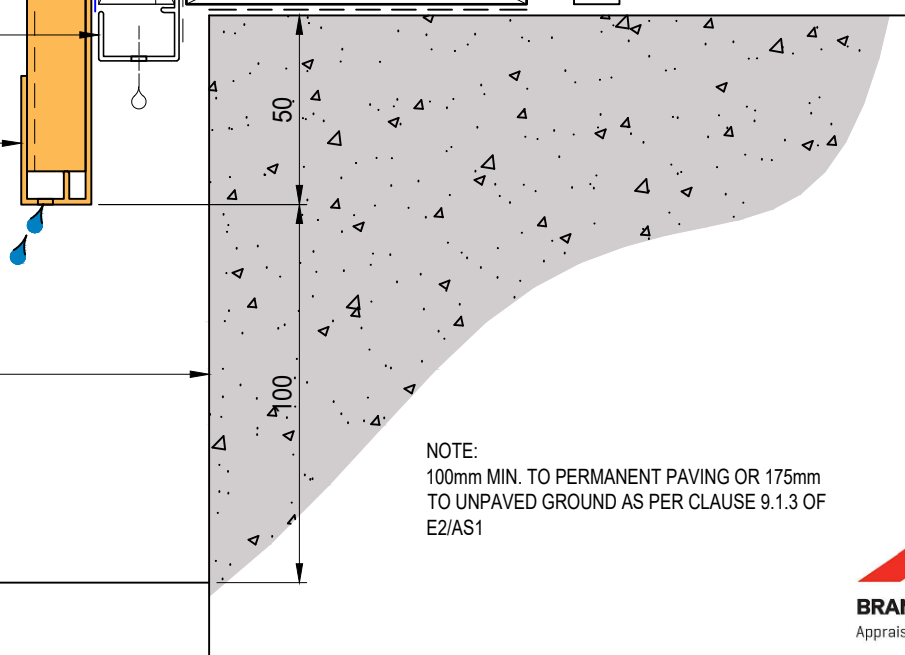 50
100
NOTE:
100mm MIN. TO PERMANENT PAVING OR 175mm
TO UNPAVED GROUND AS PER CLAUSE 9.1.3 OF
E2/AS1
BRAN
Apprais